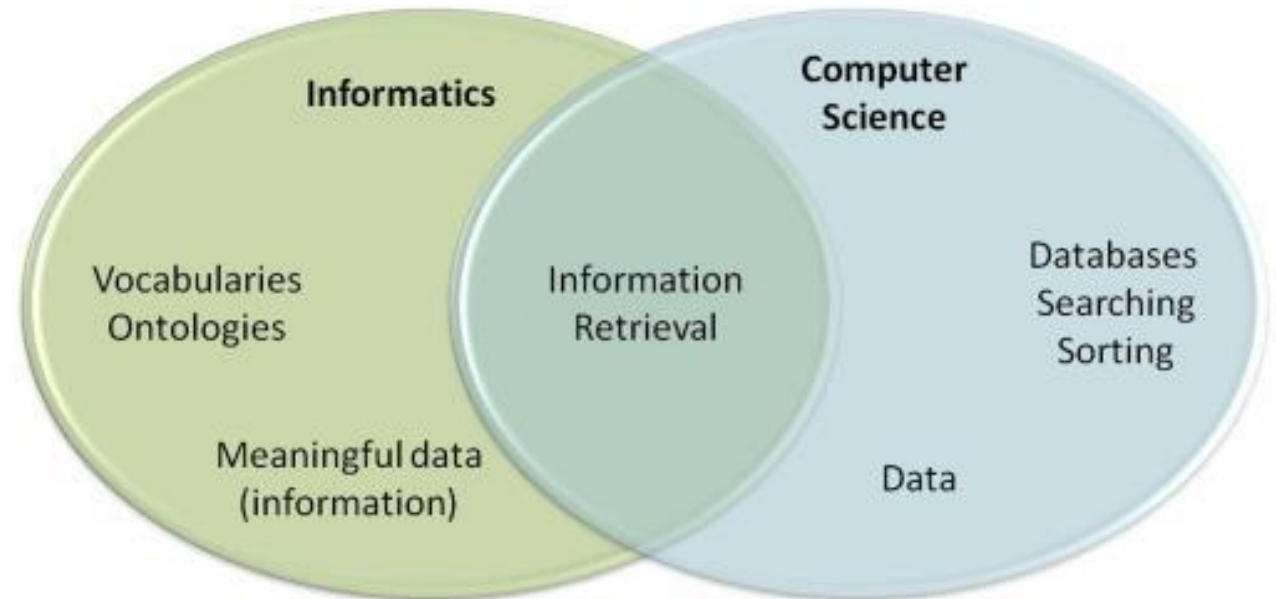 Informatics
Computer
Science
Vocabularies
Ontologies
Information
Retrieval
Databases
Searching
Sorting
Meaningful data
(information)
Data